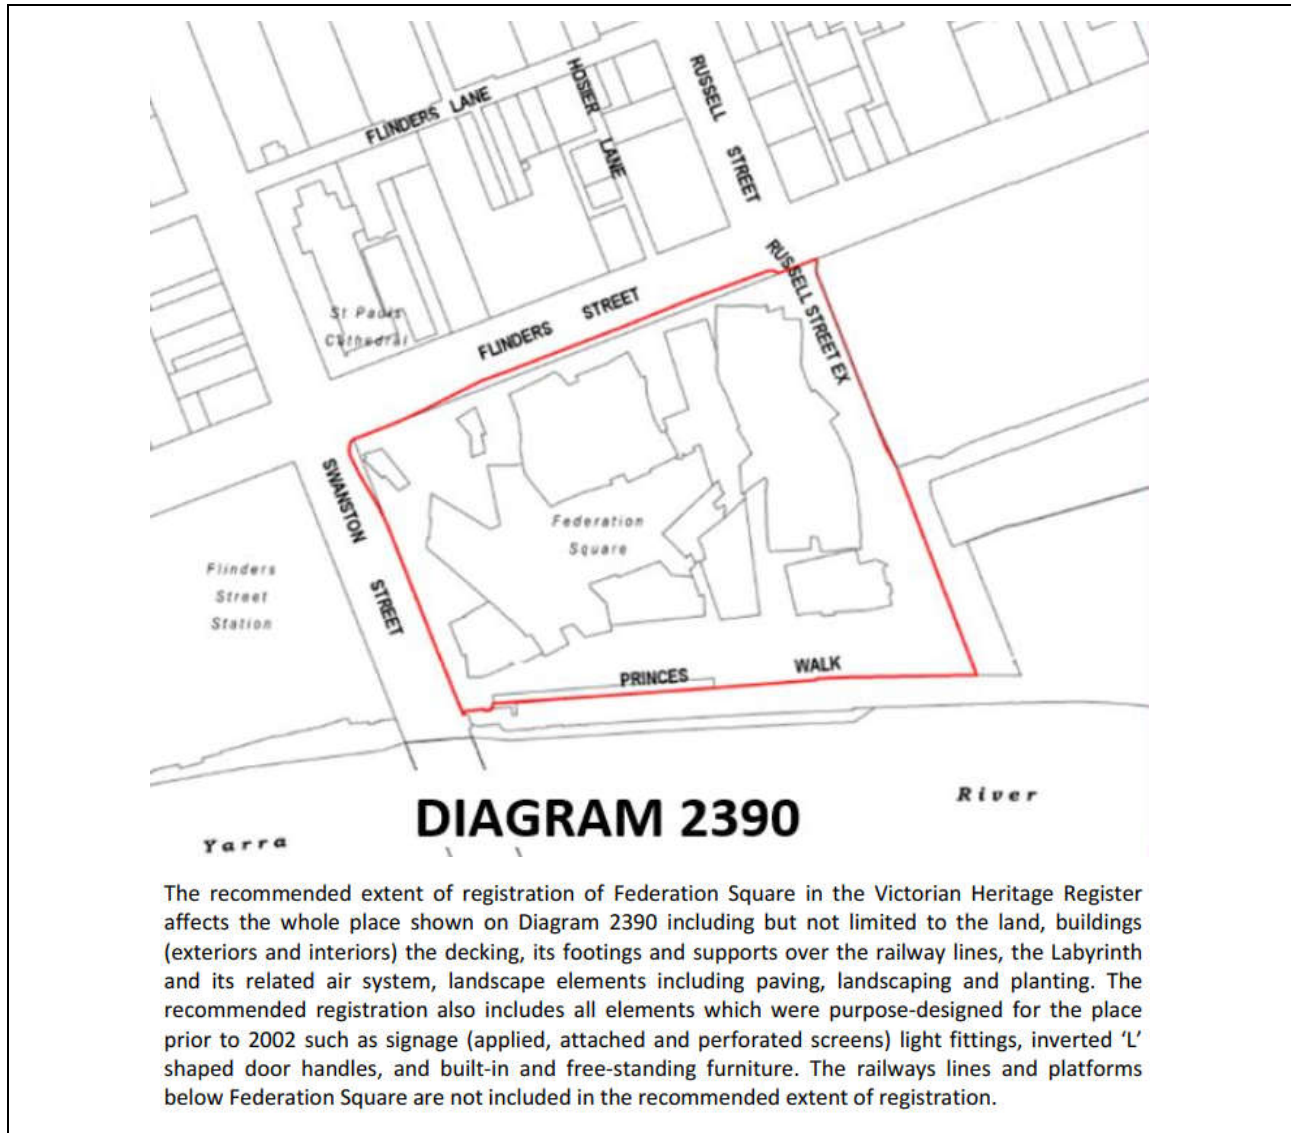 FLINDERS LANE
HOSIER
LANE
RUSSELL
STREET
RUSSELL STREET EX
St Pauls
Cathedral
FLINDERS STREET
SWANSTON
STREET
Federation
Square
Flinders
Street
Station
PRINCES WALK
River
Yarra
DIAGRAM 2390
The recommended extent of registration of Federation Square in the Victorian Heritage Register
affects the whole place shown on Diagram 2390 including but not limited to the land, buildings
(exteriors and interiors) the decking, its footings and supports over the railway lines, the Labyrinth
and its related air system, landscape elements including paving, landscaping and planting. The
recommended registration also includes all elements which were purpose-designed for the place
prior to 2002 such as signage (applied, attached and perforated screens) light fittings, inverted ‘L’
shaped door handles, and built-in and free-standing furniture. The railways lines and platforms
below Federation Square are not included in the recommended extent of registration.